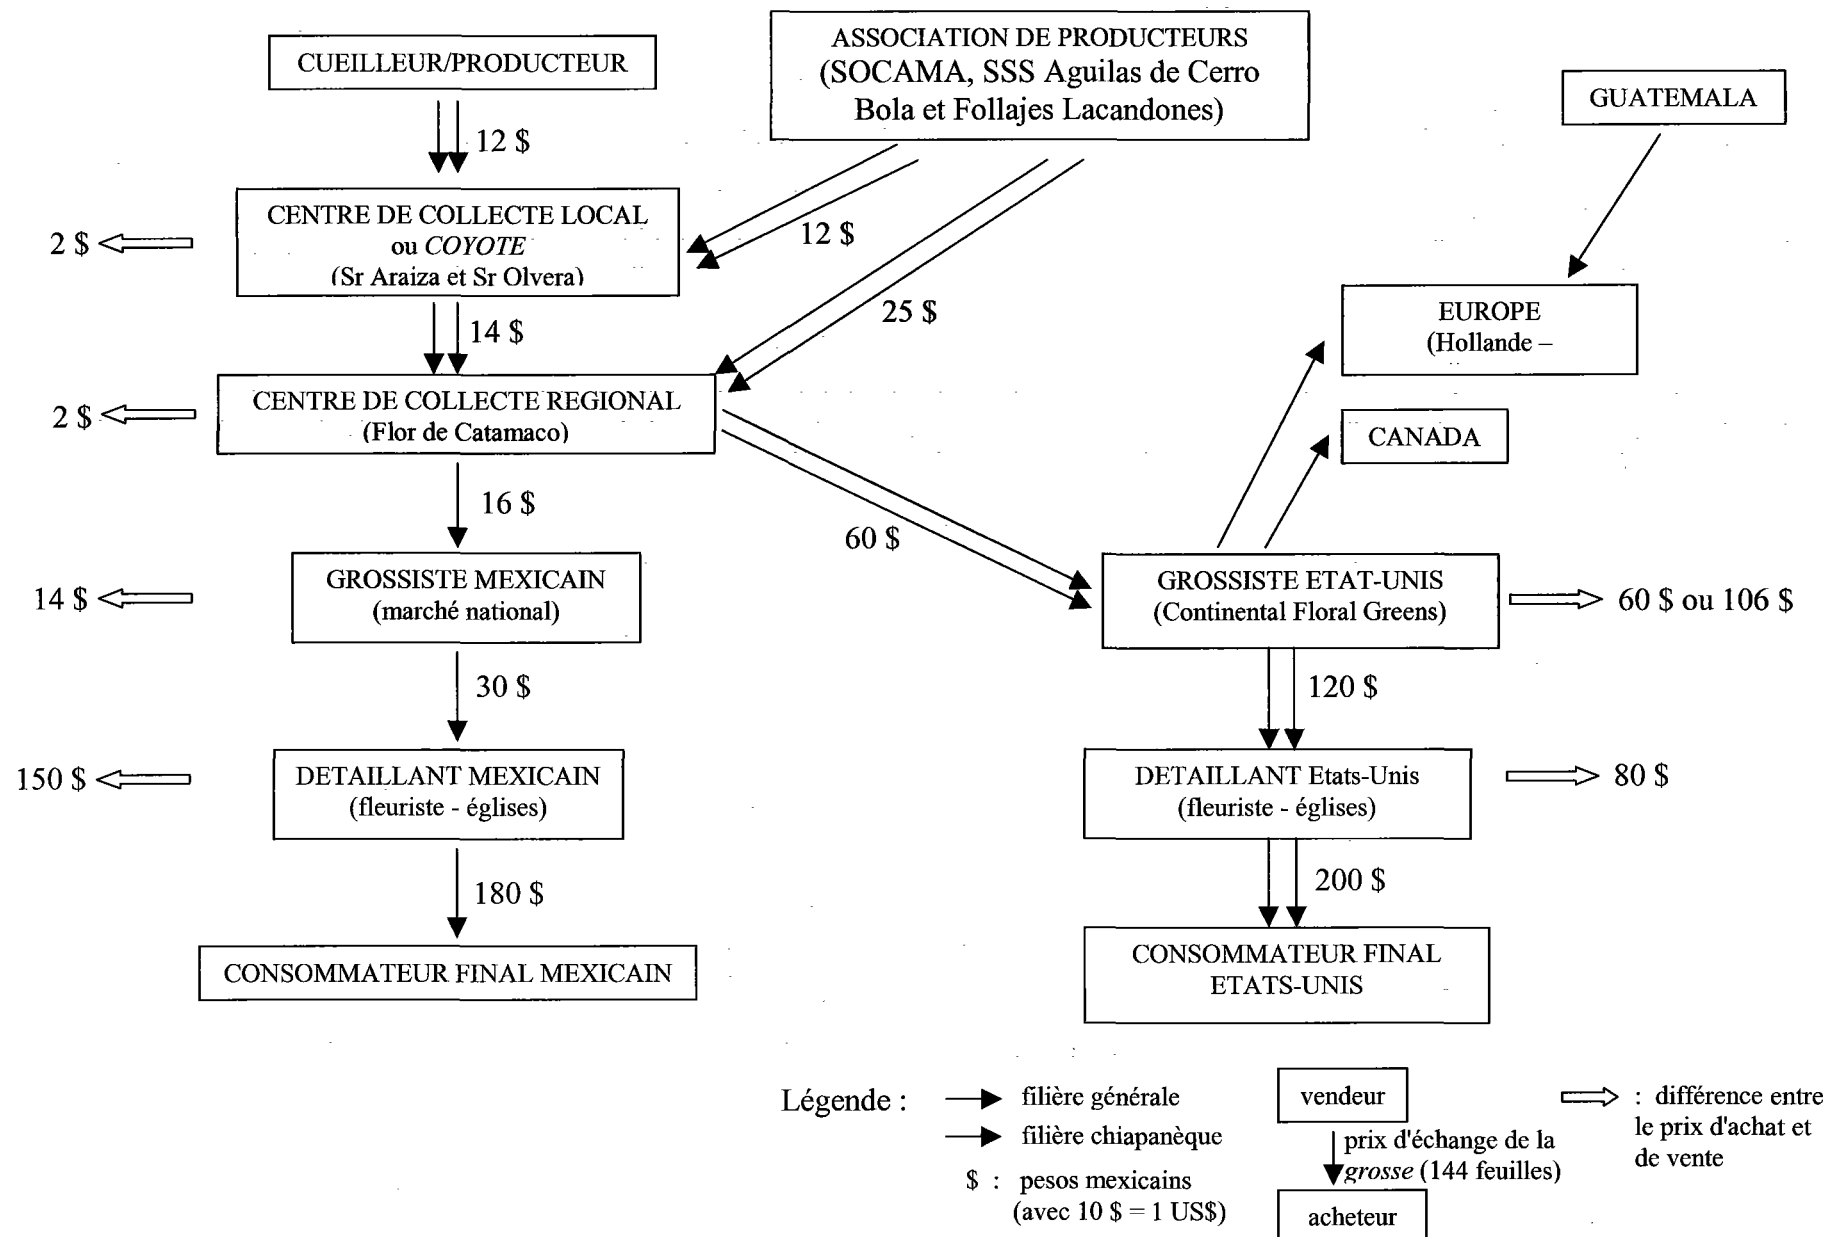 CUEILLEUR/PRODUCTEUR
ASSOCIATION DE PRODUCTEURS
(SOCAMA, SSS Aguilas de Cerro
Bola et Follajes Lacandones)
GUATEMALA
12 $
CENTRE DE COLLECTE LOCAL
ou COYOTE
(Sr Araiza et Sr Olvera)
2 $
12 $
25 $
14 $
EUROPE
(Hollande –
CENTRE DE COLLECTE REGIONAL
(Flor de Catamaco)
2 $
CANADA
16 $
60 $
GROSSISTE MEXICAIN
(marché national)
14 $
GROSSISTE ETAT-UNIS
(Continental Floral Greens)
60 $ ou 106 $
30 $
120 $
DETAILLANT MEXICAIN
(fleuriste - églises)
150 $
DETAILLANT Etats-Unis
(fleuriste - églises)
80 $
180 $
200 $
CONSOMMATEUR FINAL MEXICAIN
CONSOMMATEUR FINAL
ETATS-UNIS
Légende :
filière générale
filière chiapanèque
$ : pesos mexicains
(avec 10 $ = 1 US$)
vendeur
prix d'échange de la
grosse (144 feuilles)
acheteur
: différence entre
le prix d'achat et
de vente